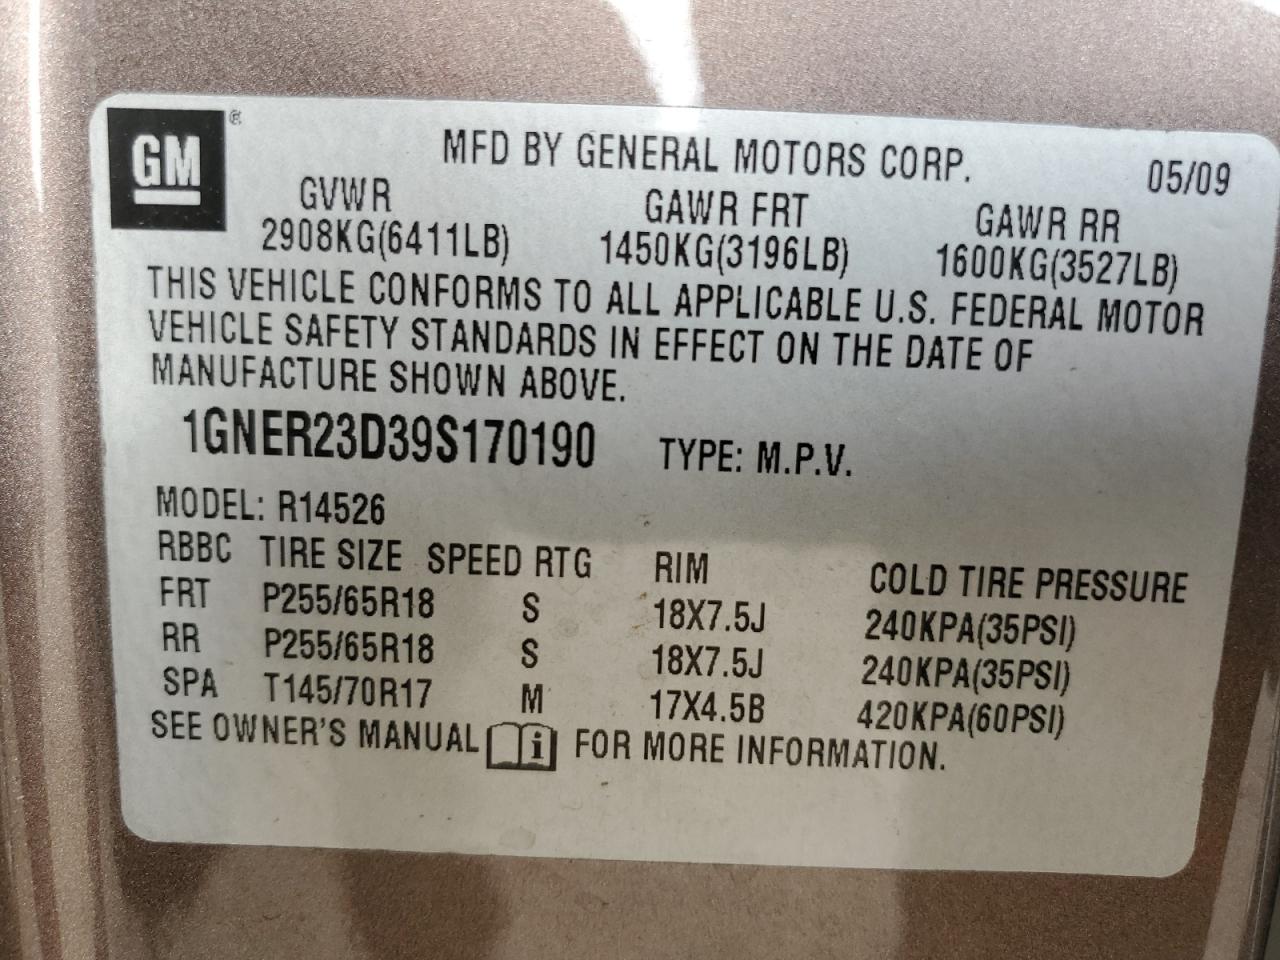 GM ®
MFD BY GENERAL MOTORS CORP. 05/09
GVWR GAWR FRT GAWR RR
2908KG(6411LB) 1450KG(3196LB) 1600KG(3527LB)
THIS VEHICLE CONFORMS TO ALL APPLICABLE U.S. FEDERAL MOTOR
VEHICLE SAFETY STANDARDS IN EFFECT ON THE DATE OF
MANUFACTURE SHOWN ABOVE.
1GNER23D39S170190 TYPE: M.P.V.
MODEL: R14526
RBBC TIRE SIZE SPEED RTG RIM COLD TIRE PRESSURE
FRT P255/65R18 S 18X7.5J 240KPA(35PSI)
RR P255/65R18 S 18X7.5J 240KPA(35PSI)
SPA T145/70R17 M 17X4.5B 420KPA(60PSI)
SEE OWNER'S MANUAL i FOR MORE INFORMATION.